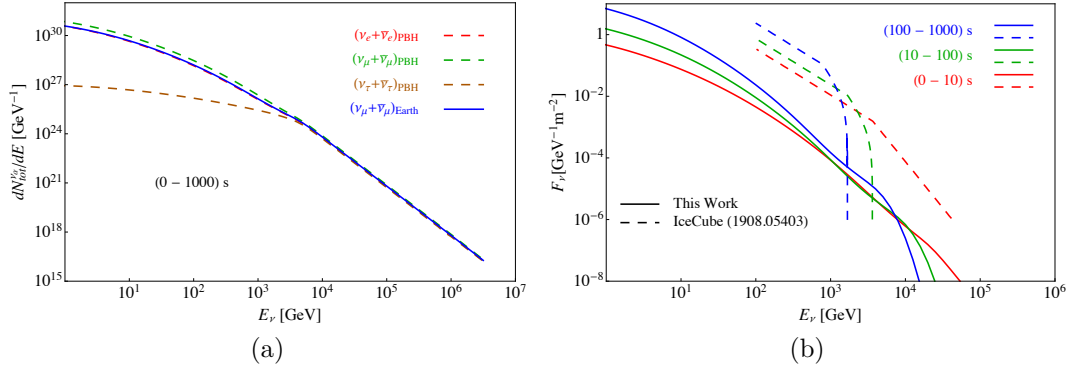 10^30
10^27
10^24
10^21
10^18
10^15
dN_tot^{ν_α}/dE [GeV^−1]
(ν_e+ν̅_e)_PBH
(ν_μ+ν̅_μ)_PBH
(ν_τ+ν̅_τ)_PBH
(ν_μ+ν̅_μ)_Earth
(0 − 1000) s
10^1 10^2 10^3 10^4 10^5 10^6 10^7
E_ν [GeV]
(a)
1
10^−2
10^−4
10^−6
10^−8
F_ν[GeV^−1m^−2]
(100 − 1000) s
(10 − 100) s
(0 − 10) s
This Work
IceCube (1908.05403)
10^1 10^2 10^3 10^4 10^5 10^6
E_ν [GeV]
(b)